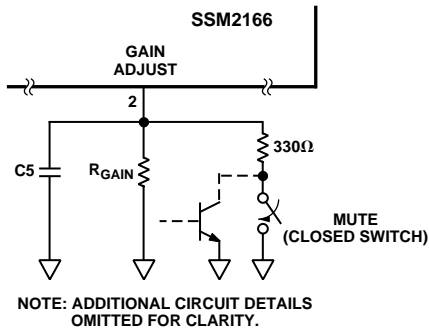 SSM2166
GAIN
ADJUST
2
C5
RGAIN
330Ω
MUTE
(CLOSED SWITCH)
NOTE: ADDITIONAL CIRCUIT DETAILS
OMITTED FOR CLARITY.